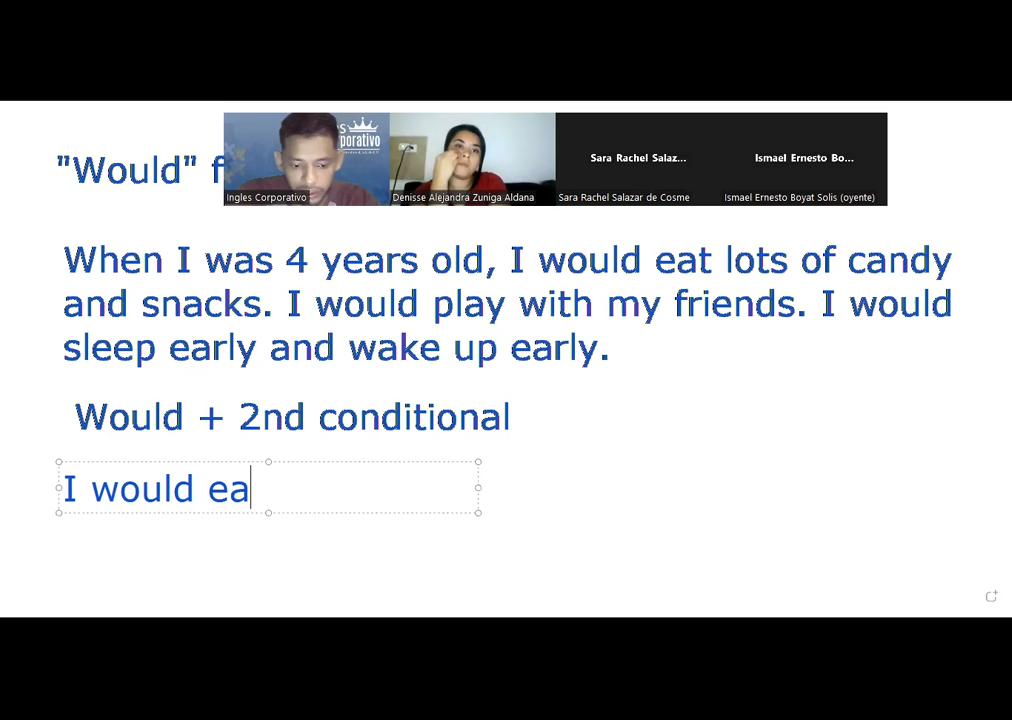 "Would" f
s
porativo
Ingles Corporativo
Denisse Alejandra Zuniga Aldana
Sara Rachel Salaz...
Sara Rachel Salazar de Cosme
Ismael Ernesto Bo...
Ismael Ernesto Boyat Solis (oyente)
When I was 4 years old, I would eat lots of candy
and snacks. I would play with my friends. I would
sleep early and wake up early.
Would + 2nd conditional
I would ea